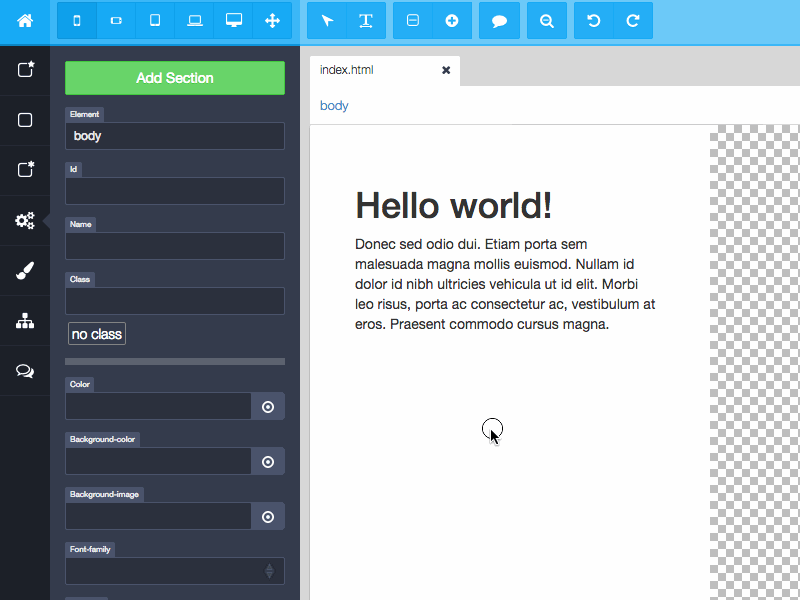 Add Section
Element
body
Id
Name
Class
no class
Color
Background-color
Background-image
Font-family
index.html
body
Hello world!
Donec sed odio dui. Etiam porta sem
malesuada magna mollis euismod. Nullam id
dolor id nibh ultricies vehicula ut id elit. Morbi
leo risus, porta ac consectetur ac, vestibulum at
eros. Praesent commodo cursus magna.